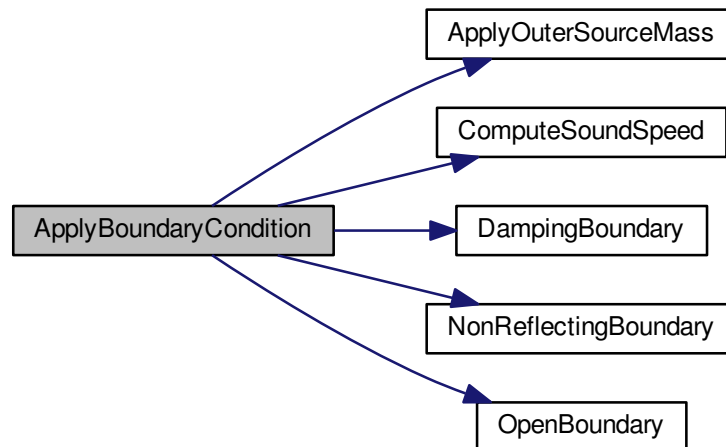 ApplyOuterSourceMass
ComputeSoundSpeed
ApplyBoundaryCondition
DampingBoundary
NonReflectingBoundary
OpenBoundary